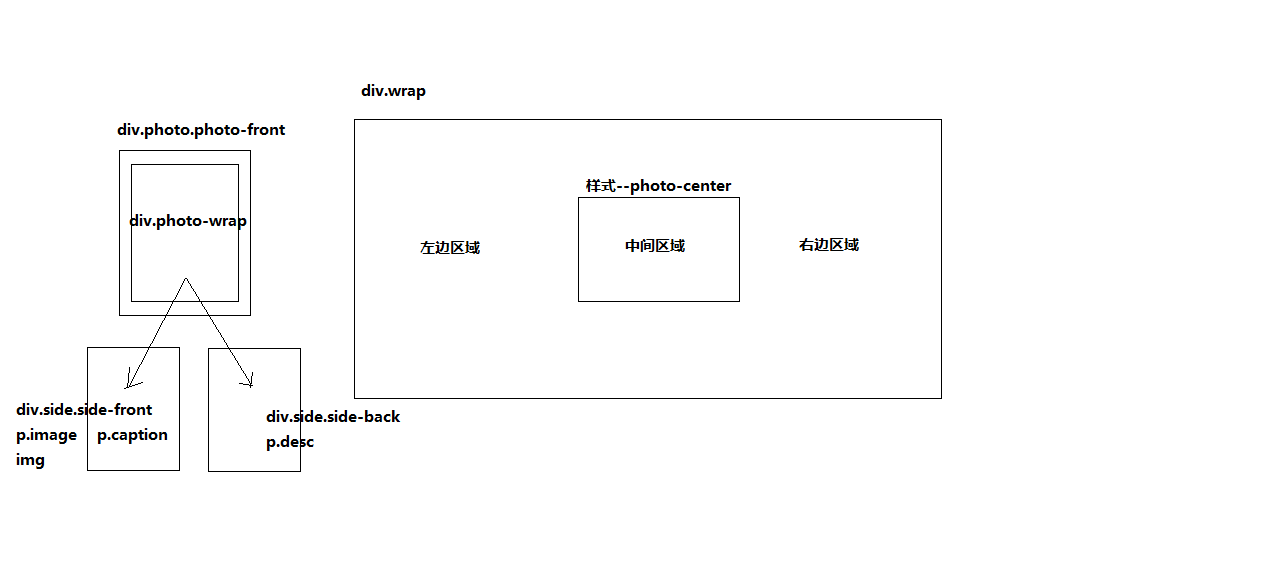 div.wrap
div.photo.photo-front
样式--photo-center
div.photo-wrap
左边区域
中间区域
右边区域
div.side.side-front
p.image p.caption
img
div.side.side-back
p.desc